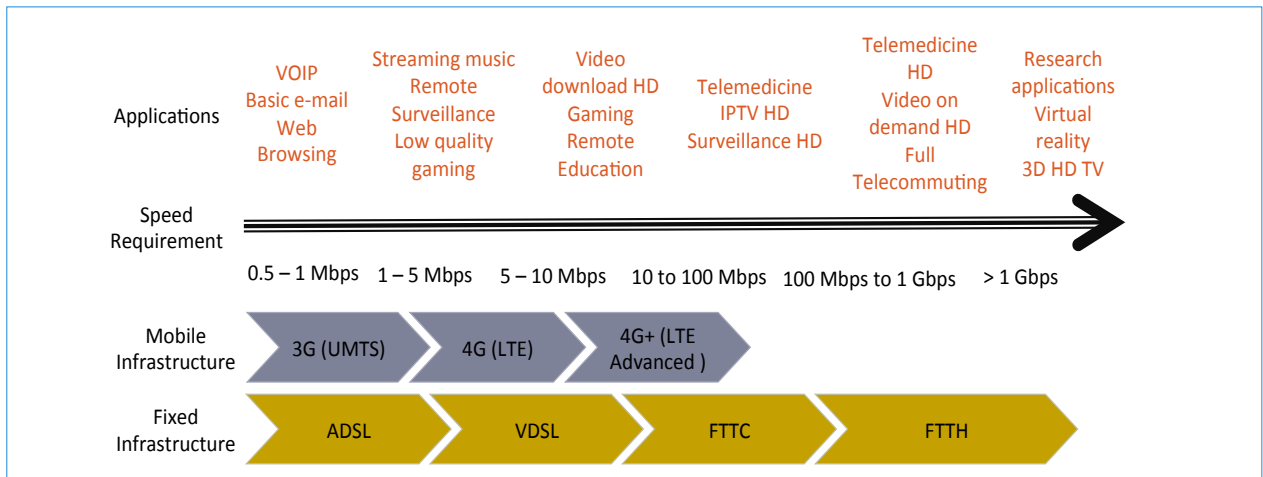 Applications
VOIP
Basic e-mail
Web
Browsing
Streaming music
Remote
Surveillance
Low quality
gaming
Video
download HD
Gaming
Remote
Education
Telemedicine
IPTV HD
Surveillance HD
Telemedicine
HD
Video on
demand HD
Full
Telecommuting
Research
applications
Virtual
reality
3D HD TV
Speed
Requirement
0.5 – 1 Mbps
1 – 5 Mbps
5 – 10 Mbps
10 to 100 Mbps
100 Mbps to 1 Gbps
> 1 Gbps
Mobile
Infrastructure
3G (UMTS)
4G (LTE)
4G+ (LTE
Advanced )
Fixed
Infrastructure
ADSL
VDSL
FTTC
FTTH